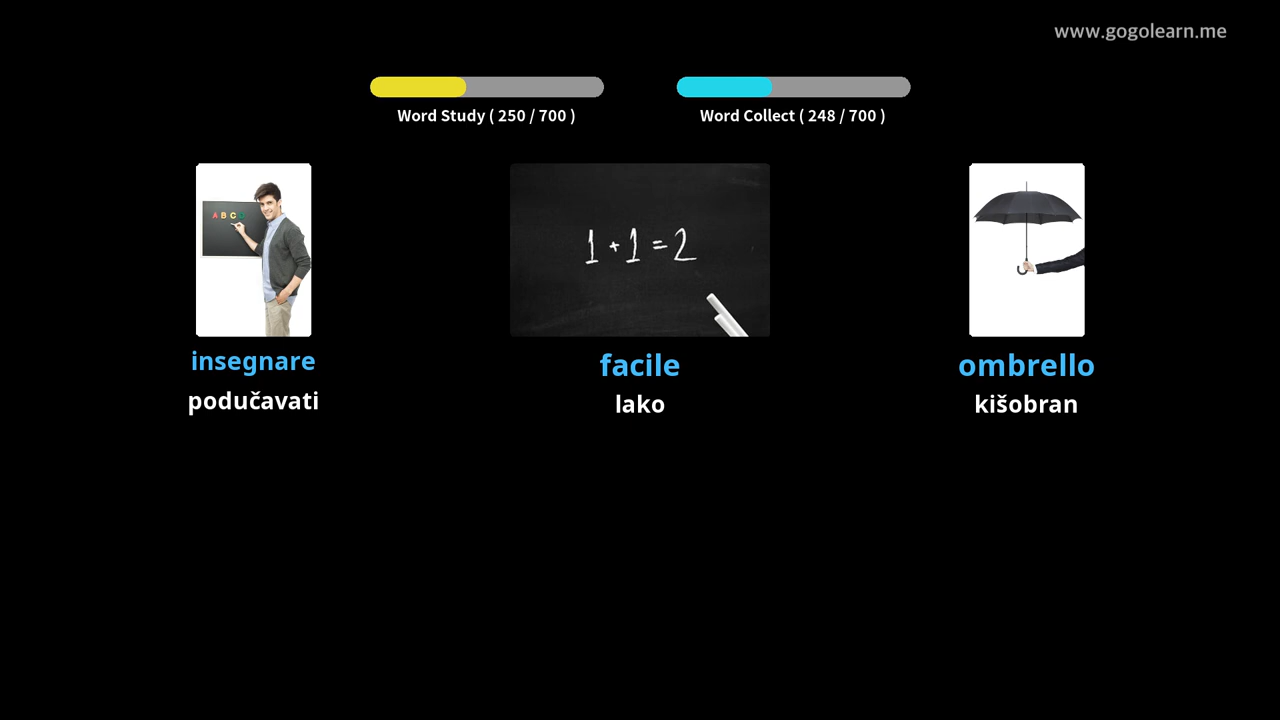 www.gogolearn.me
Word Study ( 250 / 700 )
Word Collect ( 248 / 700 )
A B C D
1 + 1 = 2
insegnare
facile
ombrello
podučavati
lako
kišobran